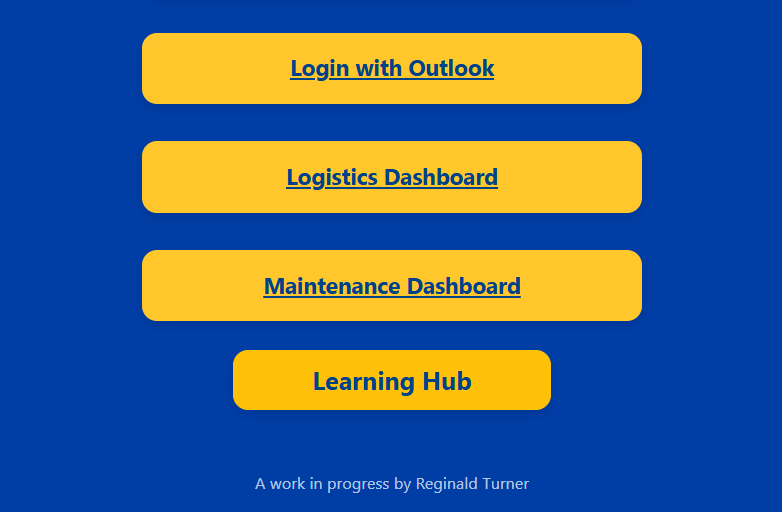 Login with Outlook
Logistics Dashboard
Maintenance Dashboard
Learning Hub
A work in progress by Reginald Turner